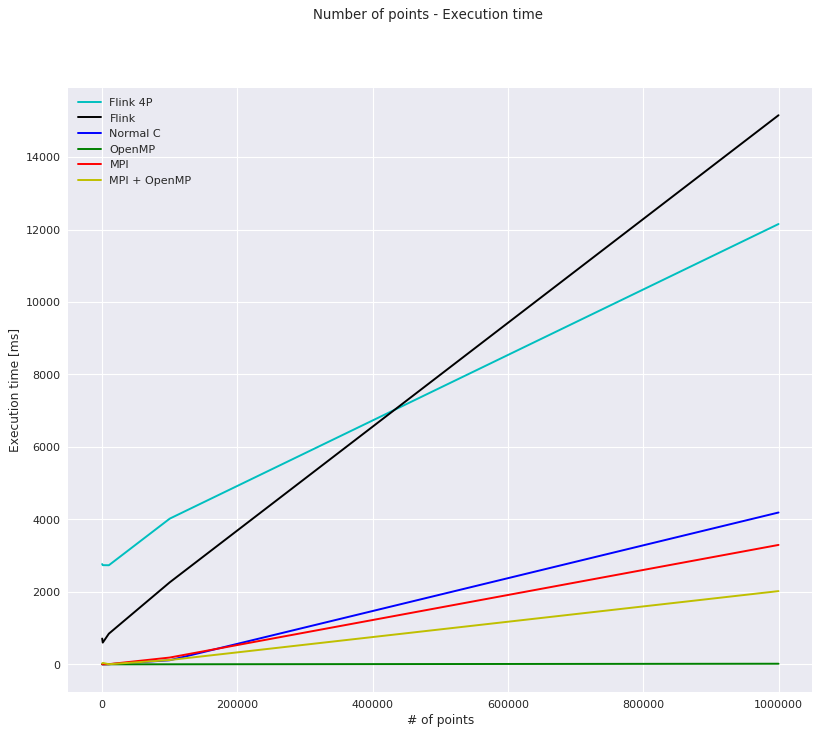 Number of points - Execution time
Flink 4P
Flink
Normal C
OpenMP
MPI
MPI + OpenMP
14000
12000
10000
8000
6000
4000
2000
0
Execution time [ms]
0 200000 400000 600000 800000 1000000
# of points